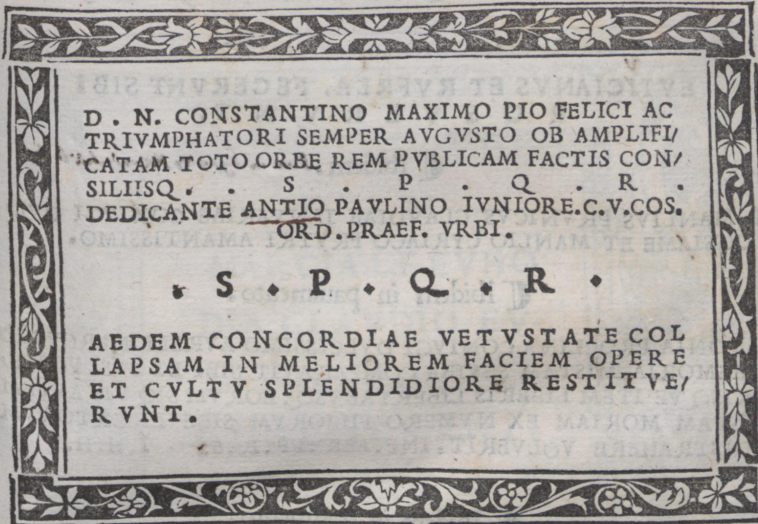 D . N. CONSTANTINO MAXIMO PIO FELICI AC
TRIVMPHATORI SEMPER AVGVSTO OB AMPLIFI/
CATAM TOTO ORBE REM PVBLICAM FACTIS CON/
SILIISQ . . S . P . Q . R .
DEDICANTE ANTIO PAVLINO IVNIORE.C.V.COS.
ORD.PRAEF. VRBI.
. S . P . Q . R .
AEDEM CONCORDIAE VETVSTATE COL
LAPSAM IN MELIOREM FACIEM OPERE
ET CVLTV SPLENDIDIORE RESTITVE/
RVNT.